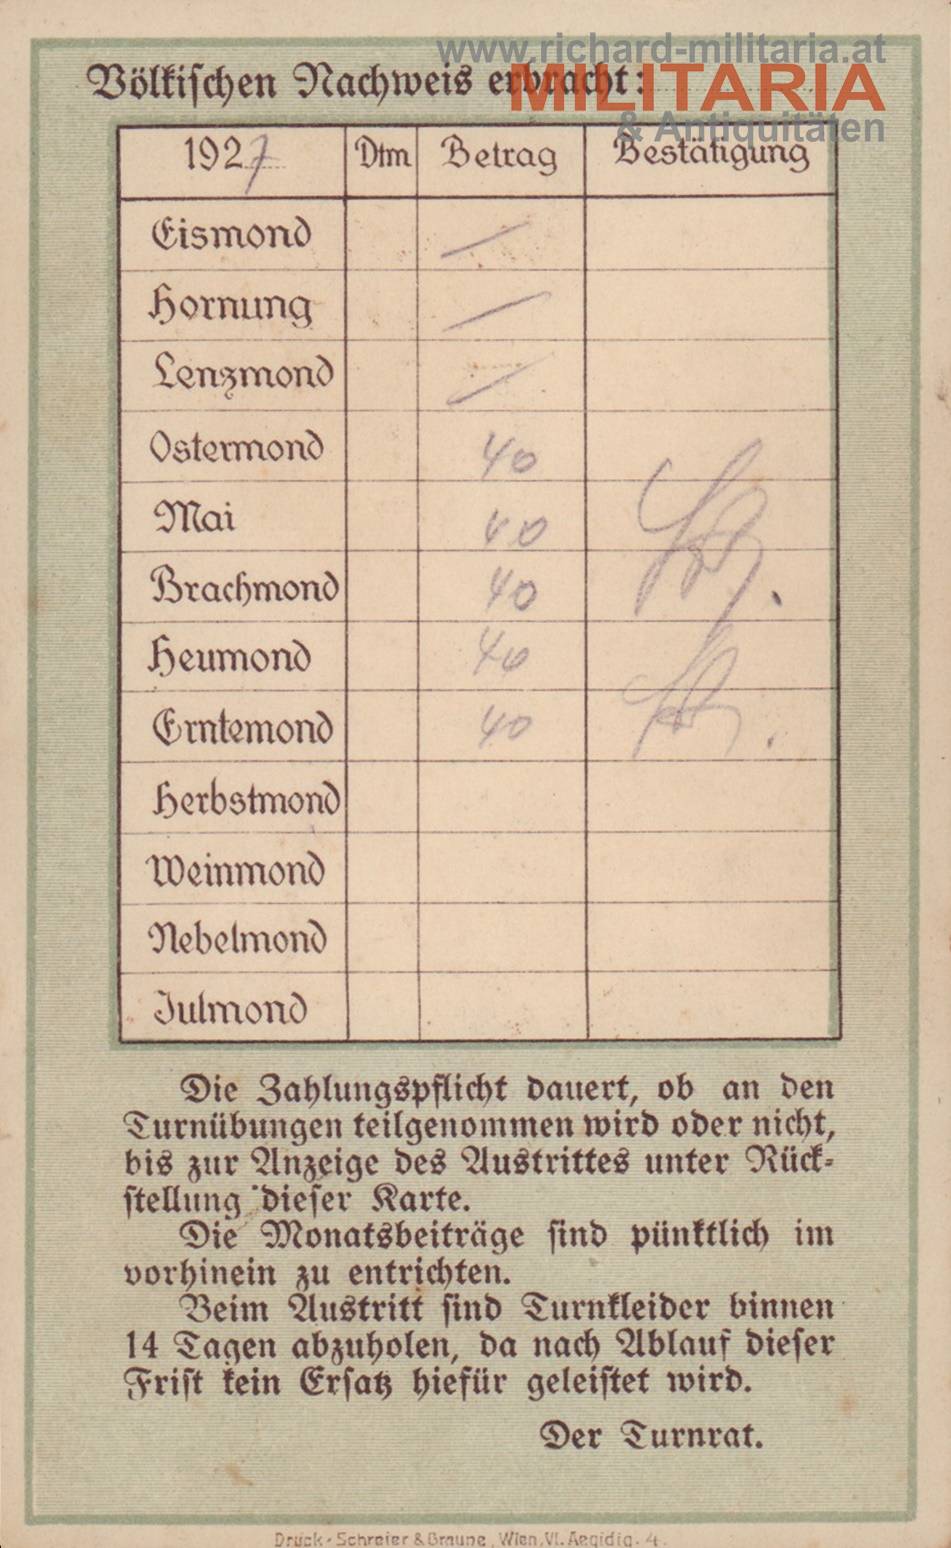 www.richard-militaria.at
MILITARIA
& Antiquitäten
Völkischen Nachweis erbracht:
1927 Dtm Betrag Bestätigung
Eismond /
Hornung /
Lenzmond /
Ostermond 40
Mai 40
Brachmond 40
Heumond 40
Erntemond 40
Herbstmond
Weinmond
Nebelmond
Julmond
Die Zahlungspflicht dauert, ob an den
Turnübungen teilgenommen wird oder nicht,
bis zur Anzeige des Austrittes unter Rück-
stellung dieser Karte.
Die Monatsbeiträge sind pünktlich im
vorhinein zu entrichten.
Beim Austritt sind Turnkleider binnen
14 Tagen abzuholen, da nach Ablauf dieser
Frist kein Ersatz hiefür geleistet wird.
Der Turnrat.
Druck - Schreier & Braune, Wien, VI. Aegidig. 4.